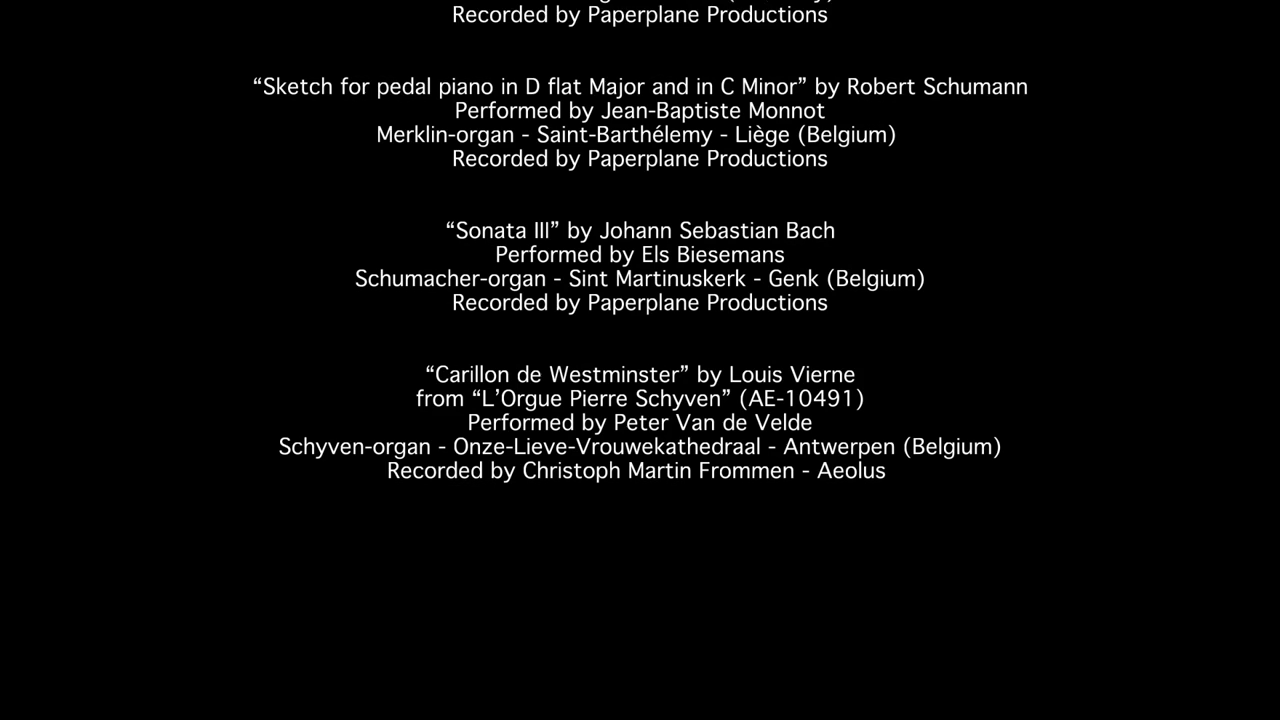 Recorded by Paperplane Productions
“Sketch for pedal piano in D flat Major and in C Minor” by Robert Schumann
Performed by Jean-Baptiste Monnot
Merklin-organ - Saint-Barthélemy - Liège (Belgium)
Recorded by Paperplane Productions
“Sonata III” by Johann Sebastian Bach
Performed by Els Biesemans
Schumacher-organ - Sint Martinuskerk - Genk (Belgium)
Recorded by Paperplane Productions
“Carillon de Westminster” by Louis Vierne
from “L’Orgue Pierre Schyven” (AE-10491)
Performed by Peter Van de Velde
Schyven-organ - Onze-Lieve-Vrouwekathedraal - Antwerpen (Belgium)
Recorded by Christoph Martin Frommen - Aeolus